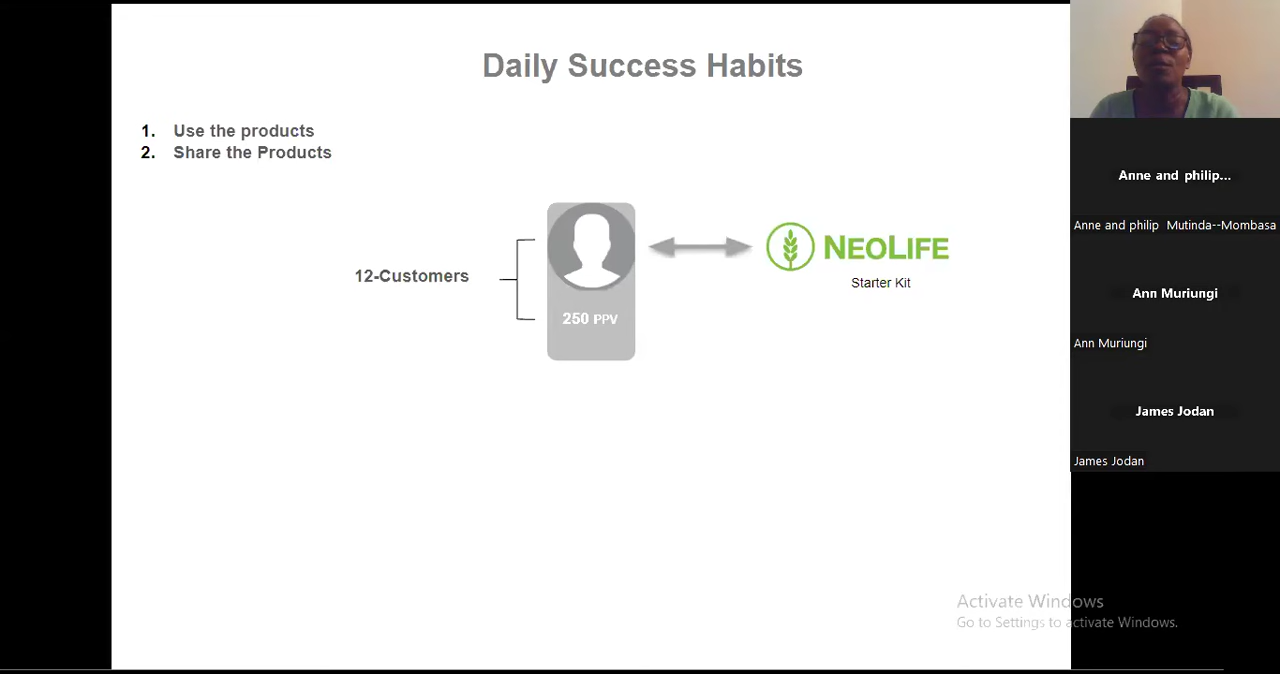 Daily Success Habits
1. Use the products
2. Share the Products
12-Customers
250 PPV
NEOLIFE
Starter Kit
Anne and philip...
Anne and philip Mutinda--Mombasa
Ann Muriungi
Ann Muriungi
James Jodan
James Jodan
Activate Windows
Go to Settings to activate Windows.